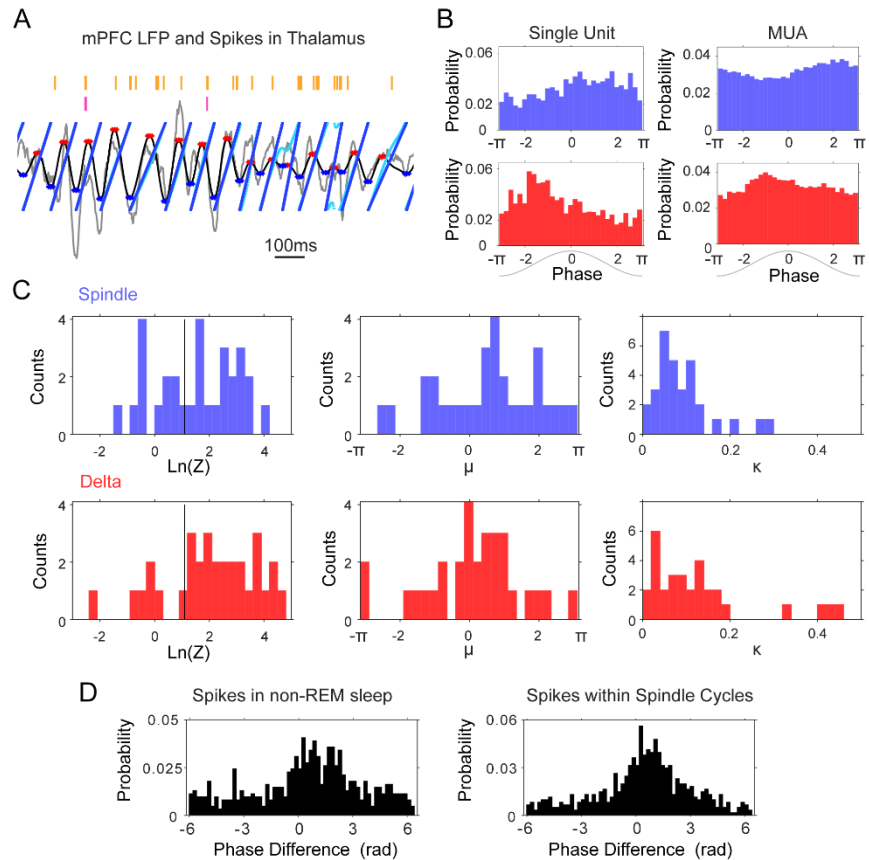 A
mPFC LFP and Spikes in Thalamus
100ms
B
Single Unit
MUA
Probability
0.06
0.04
0.02
0
-π
-2
0
2
π
Probability
0.04
0.02
0
-π
-2
0
2
π
Probability
0.06
0.04
0.02
0
-π
-2
0
2
π
Phase
Probability
0.04
0.02
0
-π
-2
0
2
π
Phase
C
Spindle
Counts
4
2
0
-2
0
2
4
Ln(Z)
Counts
4
2
0
-π
-2
0
2
π
μ
Counts
6
4
2
0
0
0.2
0.4
κ
Delta
Counts
4
2
0
-2
0
2
4
Ln(Z)
Counts
4
2
0
-π
-2
0
2
π
μ
Counts
6
4
2
0
0
0.2
0.4
κ
D
Spikes in non-REM sleep
Spikes within Spindle Cycles
Probability
0.05
0.025
0
-6
-3
0
3
6
Phase Difference (rad)
Probability
0.06
0.03
0
-6
-3
0
3
6
Phase Difference (rad)